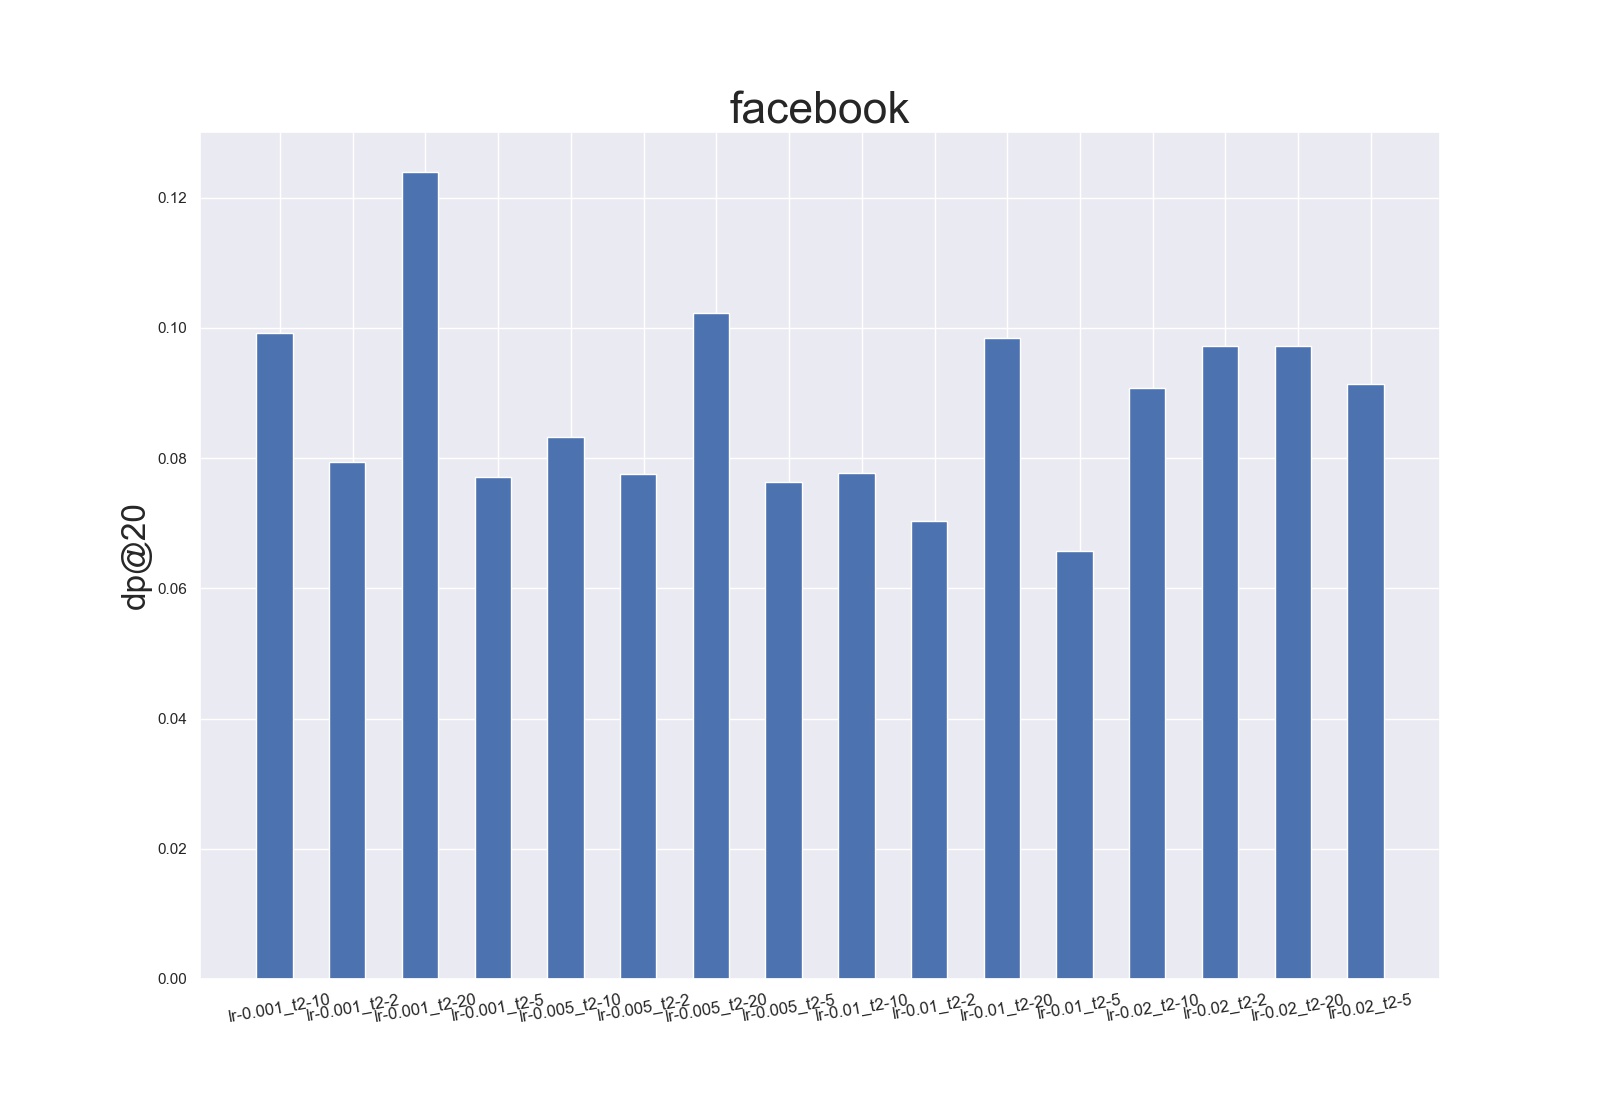 facebook
dp@20
0.12
0.10
0.08
0.06
0.04
0.02
0.00
lr-0.001_t2-10
lr-0.001_t2-2
lr-0.001_t2-20
lr-0.001_t2-5
lr-0.005_t2-10
lr-0.005_t2-2
lr-0.005_t2-20
lr-0.005_t2-5
lr-0.01_t2-10
lr-0.01_t2-2
lr-0.01_t2-20
lr-0.01_t2-5
lr-0.02_t2-10
lr-0.02_t2-2
lr-0.02_t2-20
lr-0.02_t2-5